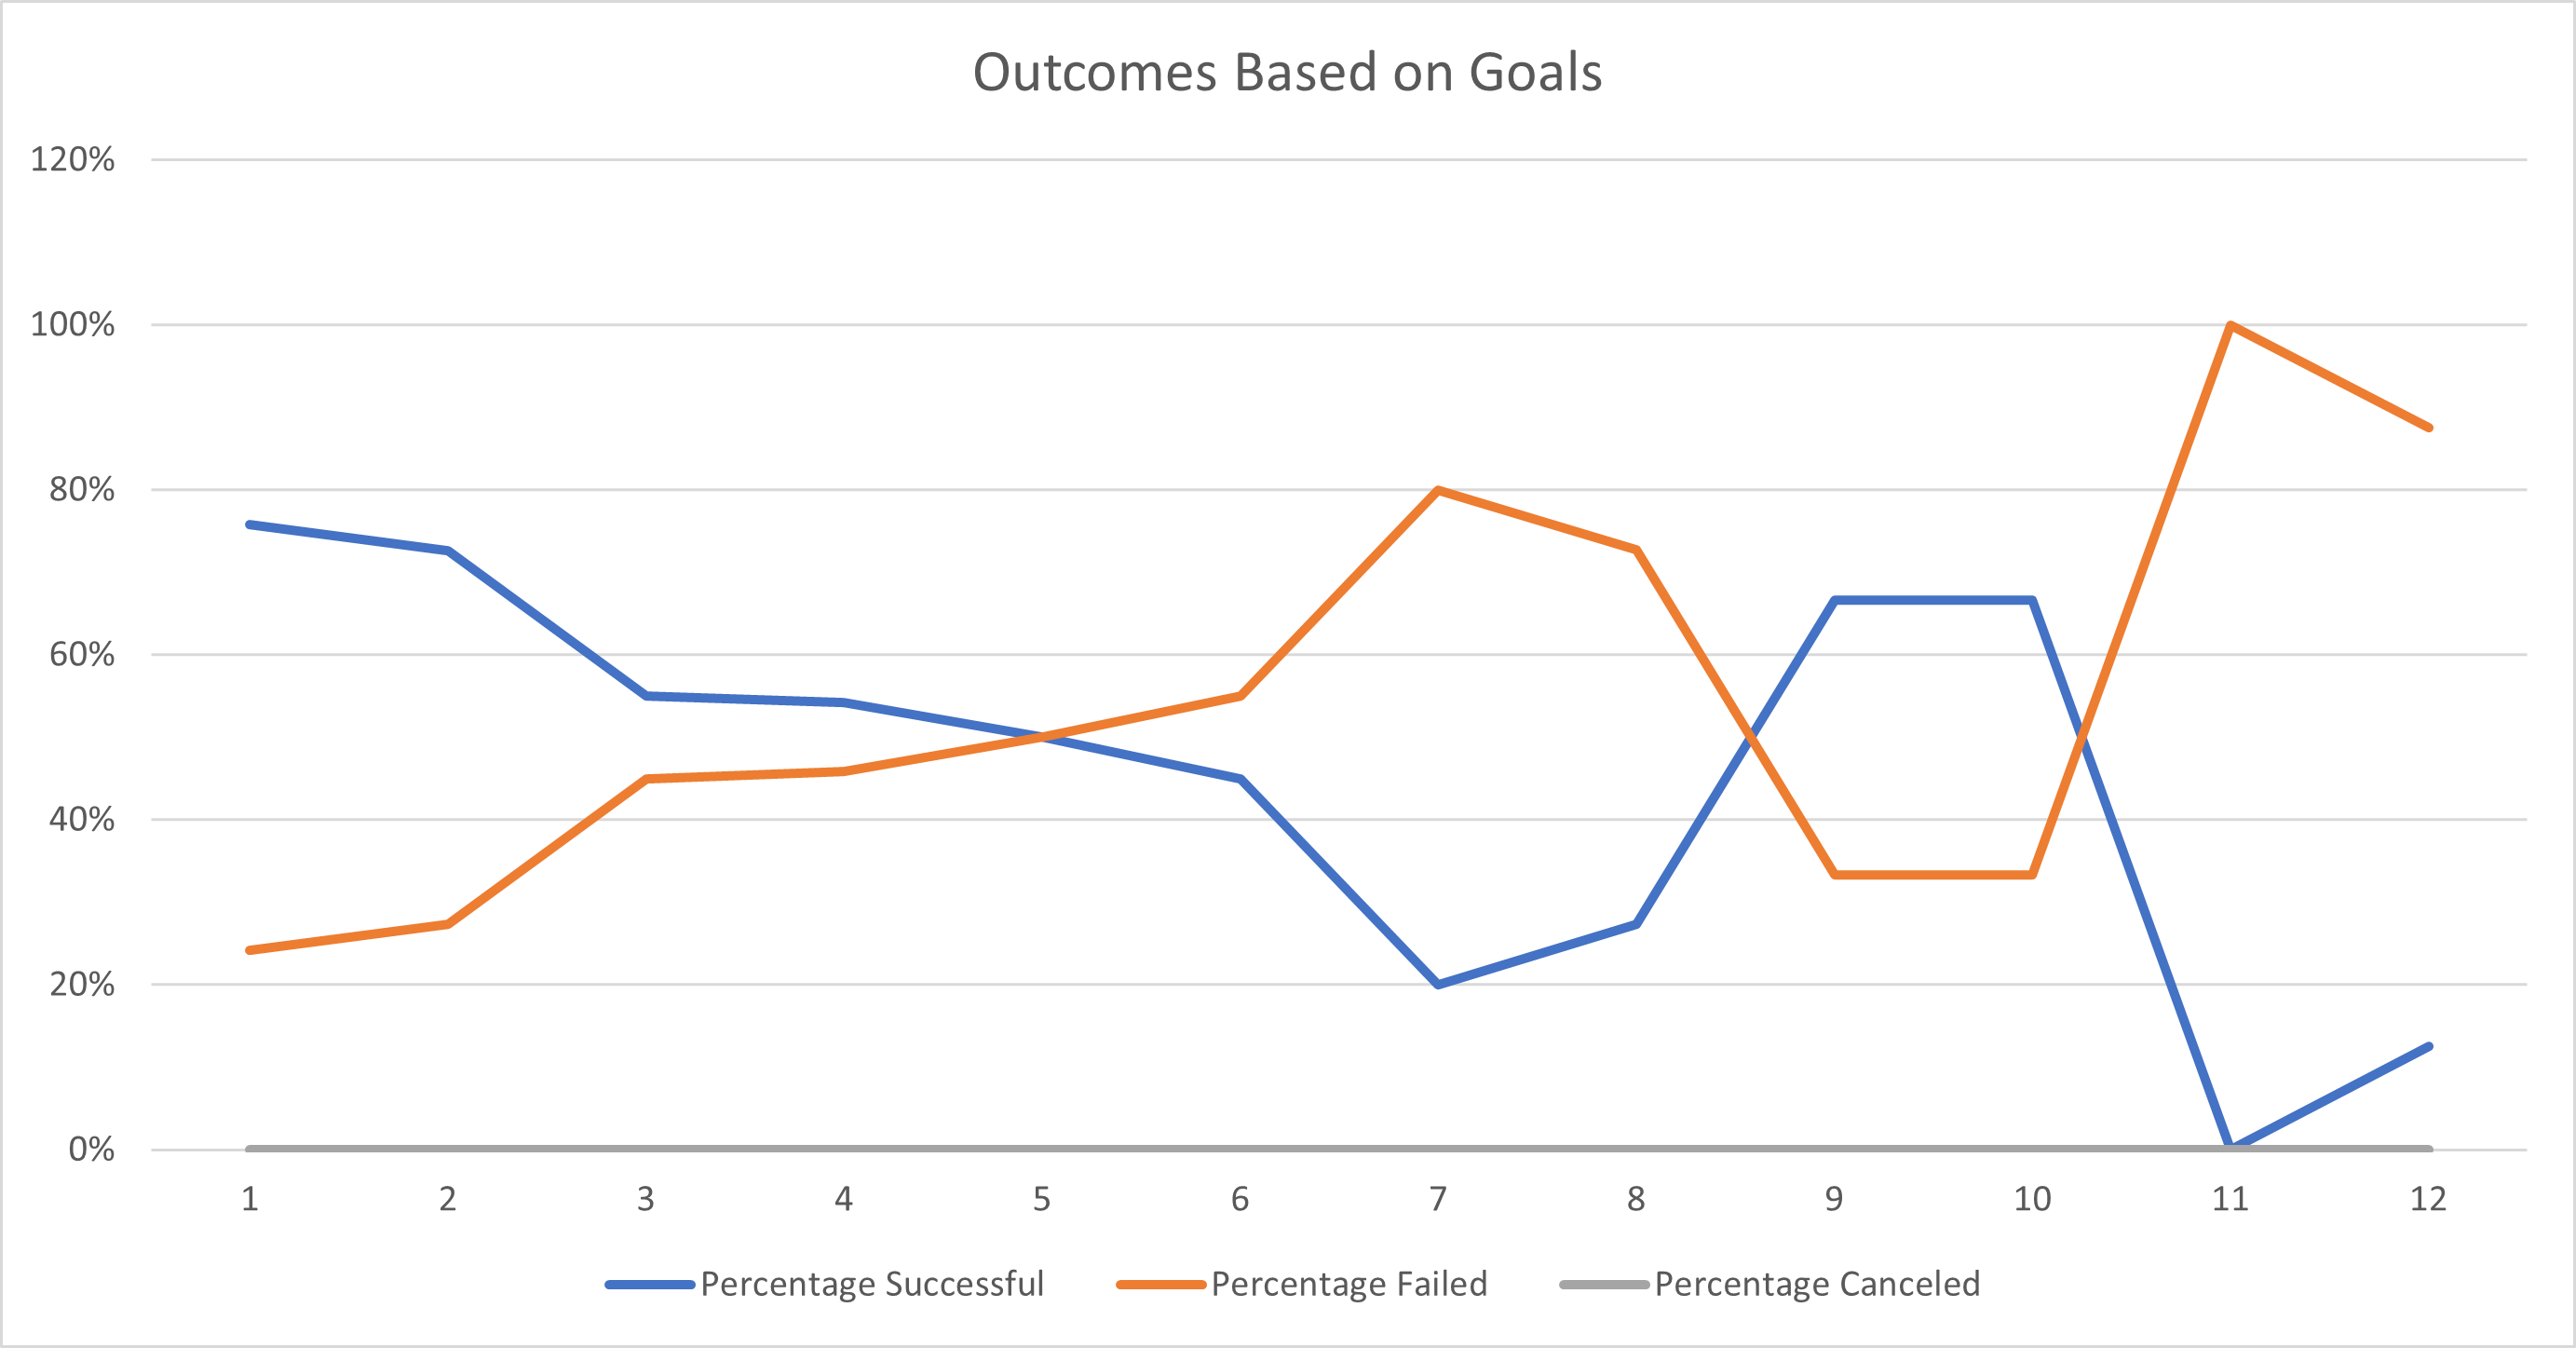 Outcomes Based on Goals
120%
100%
80%
60%
40%
20%
0%
1 2 3 4 5 6 7 8 9 10 11 12
Percentage Successful Percentage Failed Percentage Canceled